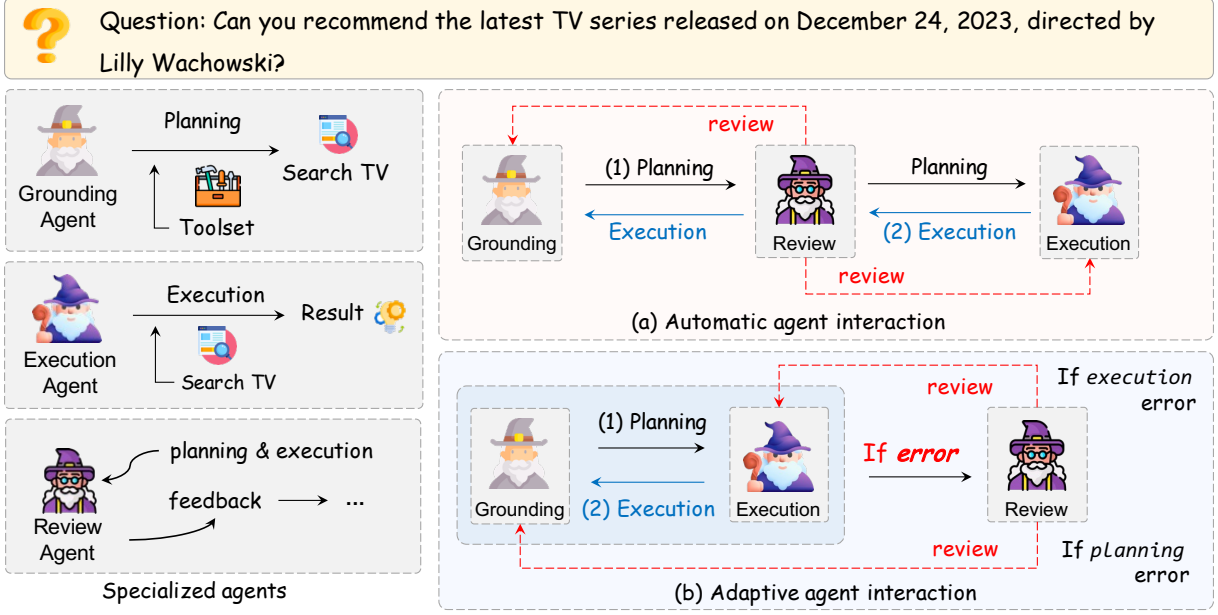 Question: Can you recommend the latest TV series released on December 24, 2023, directed by
Lilly Wachowski?
Planning
Search TV
Grounding
Agent
Toolset
Execution
Result
Execution
Agent
Search TV
planning & execution
feedback
...
Review
Agent
Specialized agents
review
(1) Planning
Planning
Execution
(2) Execution
Grounding
Review
Execution
review
(a) Automatic agent interaction
If execution
error
review
(1) Planning
If error
(2) Execution
Grounding
Execution
Review
review
If planning
error
(b) Adaptive agent interaction